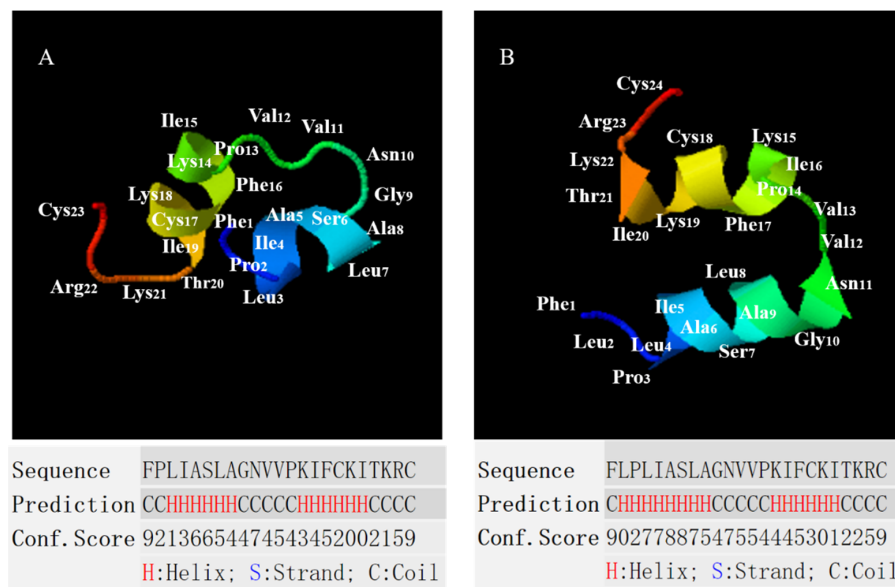 A
Ile15
Val12
Val11
Lys14
Pro13
Asn10
Lys18
Phe16
Gly9
Cys23
Cys17
Phe1
Ala5
Ser6
Ala8
Ile19
Ile4
Leu7
Pro2
Arg22
Lys21
Thr20
Leu3
Sequence FPLIASLAGNVVPKIFCKITKRC
Prediction CCHHHHHHCCCCCHHHHHHCCCC
Conf.Score 92136654474543452002159
H:Helix; S:Strand; C:Coil
B
Cys24
Arg23
Cys18
Lys15
Lys22
Ile16
Thr21
Pro14
Lys19
Val13
Ile20
Phe17
Val12
Leu8
Asn11
Phe1
Ile5
Ala9
Leu2
Ala6
Leu4
Ser7
Gly10
Pro3
Sequence FLPLIASLAGNVVPKIFCKITKRC
Prediction CHHHHHHHHCCCCCHHHHHHCCCC
Conf.Score 902778875475544453012259
H:Helix; S:Strand; C:Coil